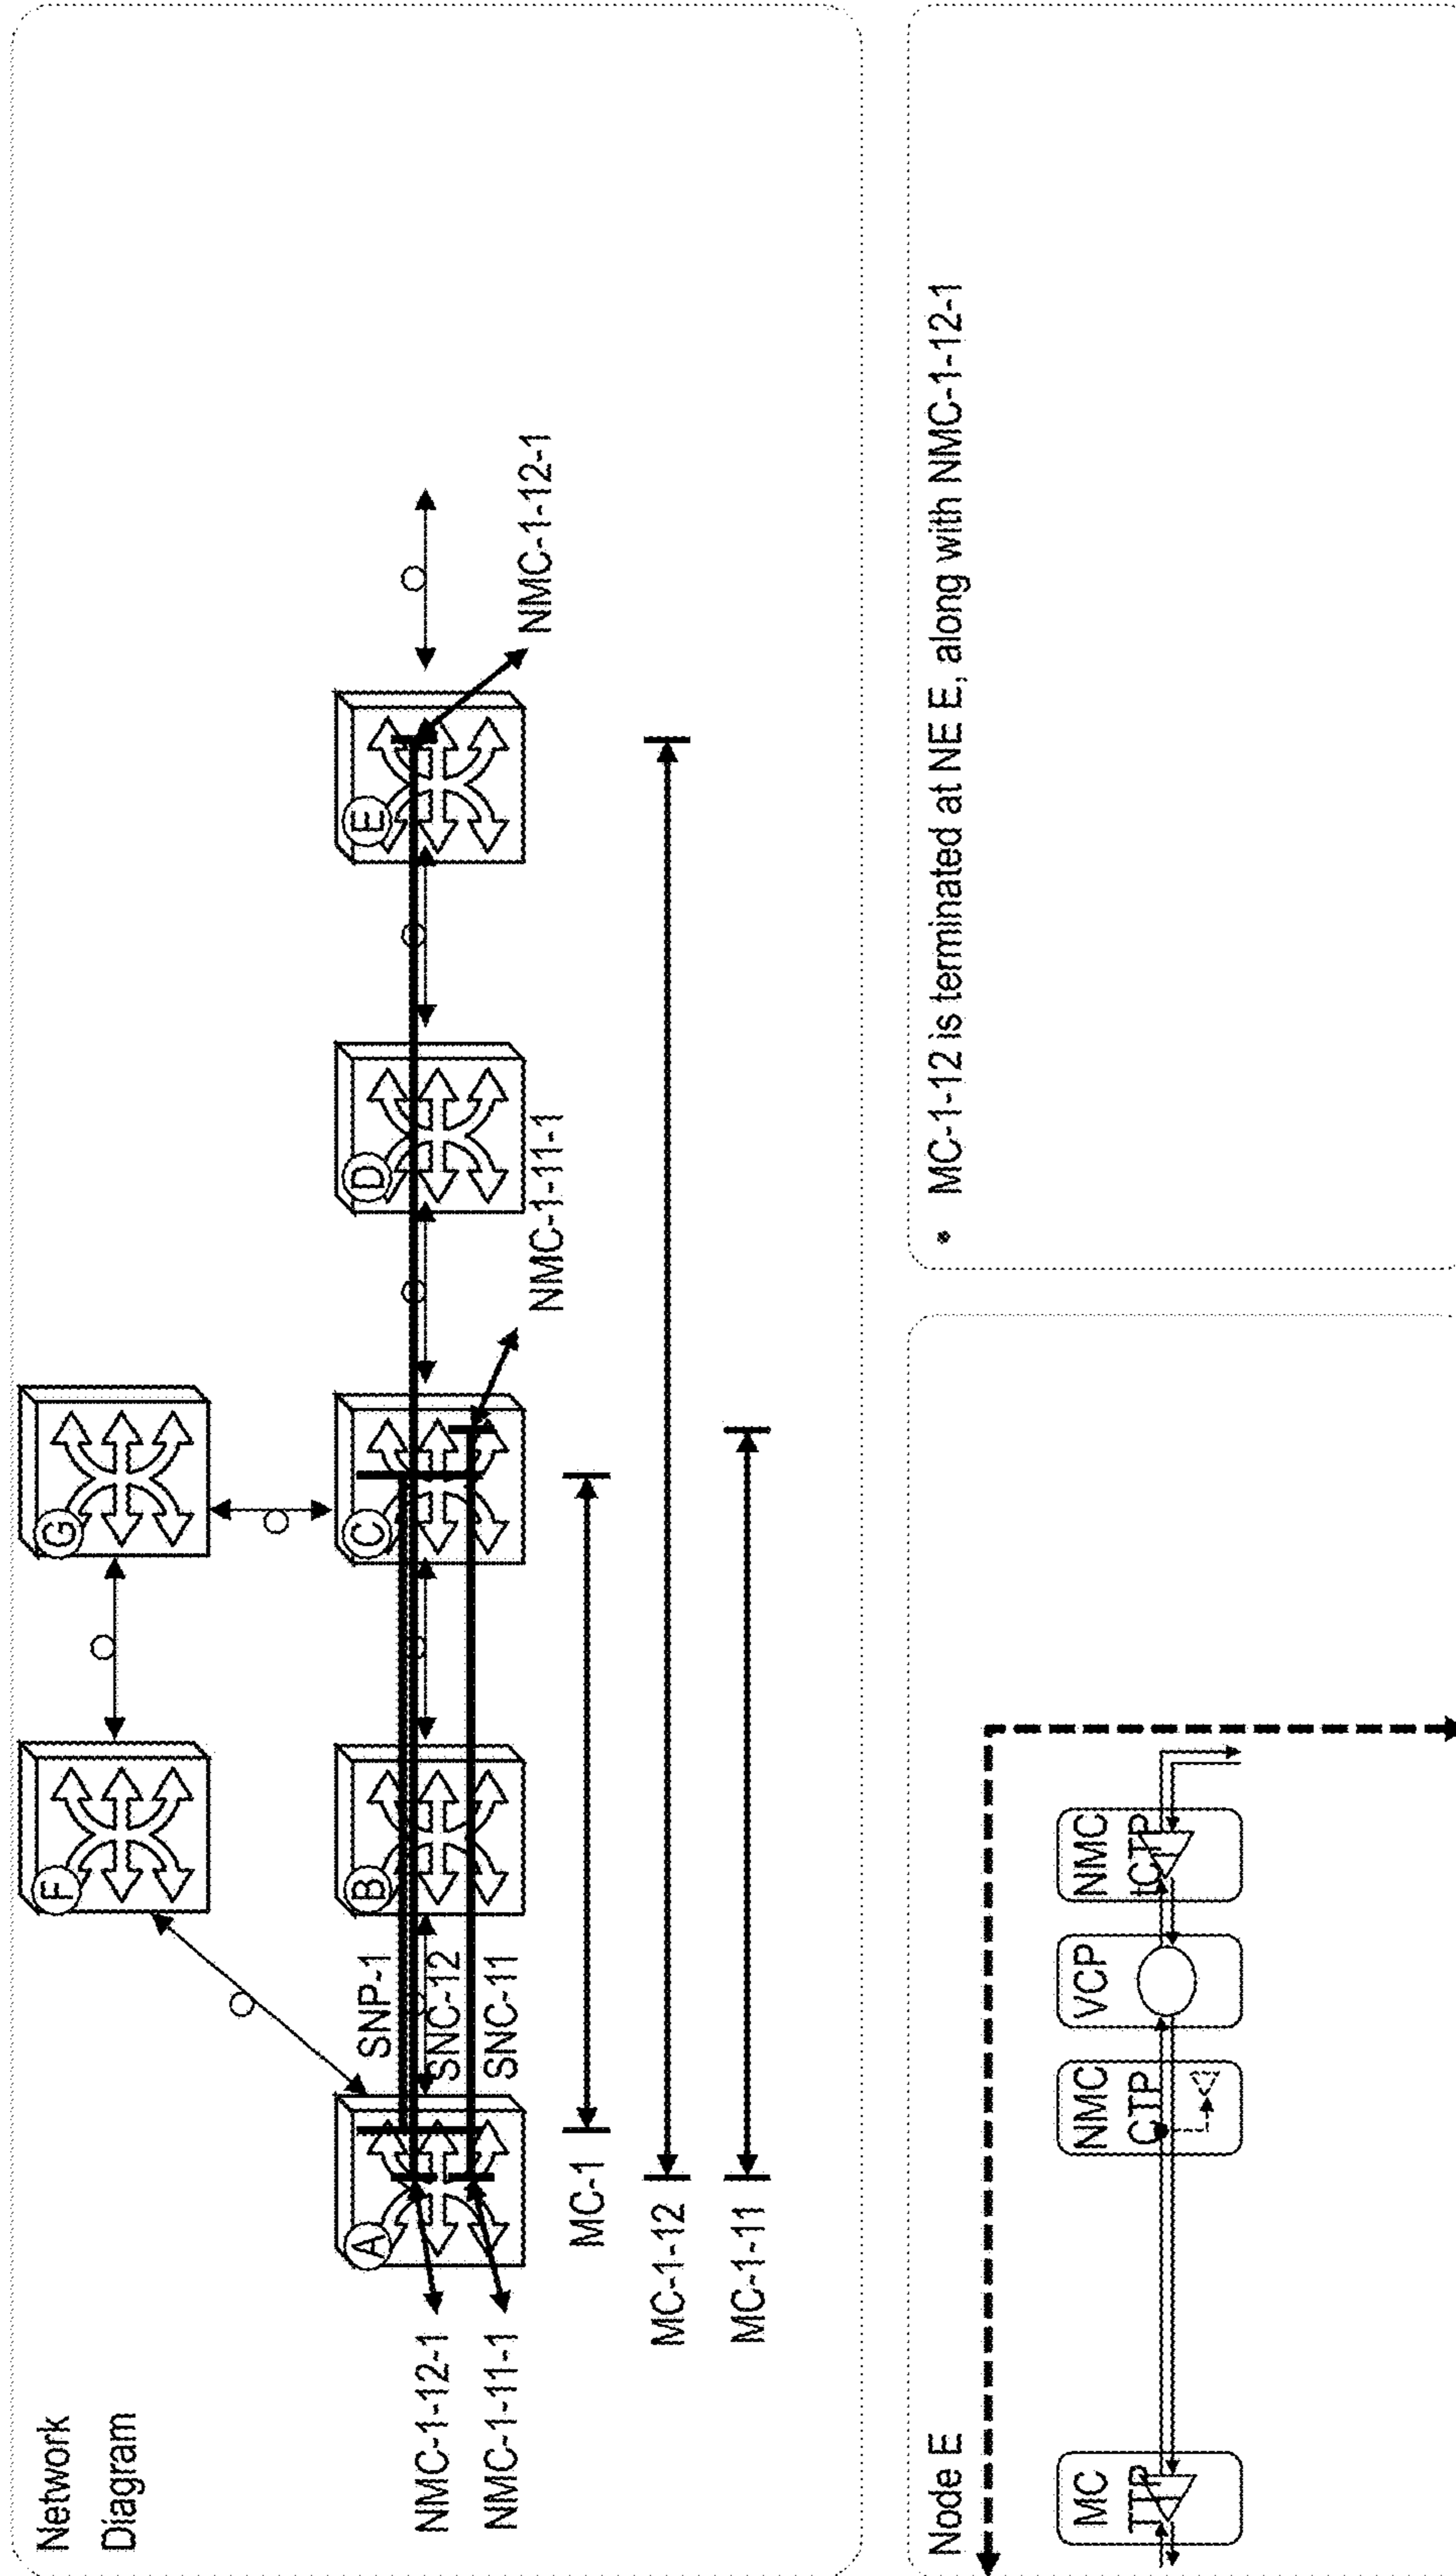 Network
Diagram
F
G
A
B
C
D
E
SNP-1
SNC-12
SNC-11
NMC-1-12-1
NMC-1-11-1
NMC-1-11-1
NMC-1-12-1
MC-1
MC-1-12
MC-1-11
Node E
MC
TTP
NMC
CTP
VCP
NMC
tCTP
• MC-1-12 is terminated at NE E, along with NMC-1-12-1